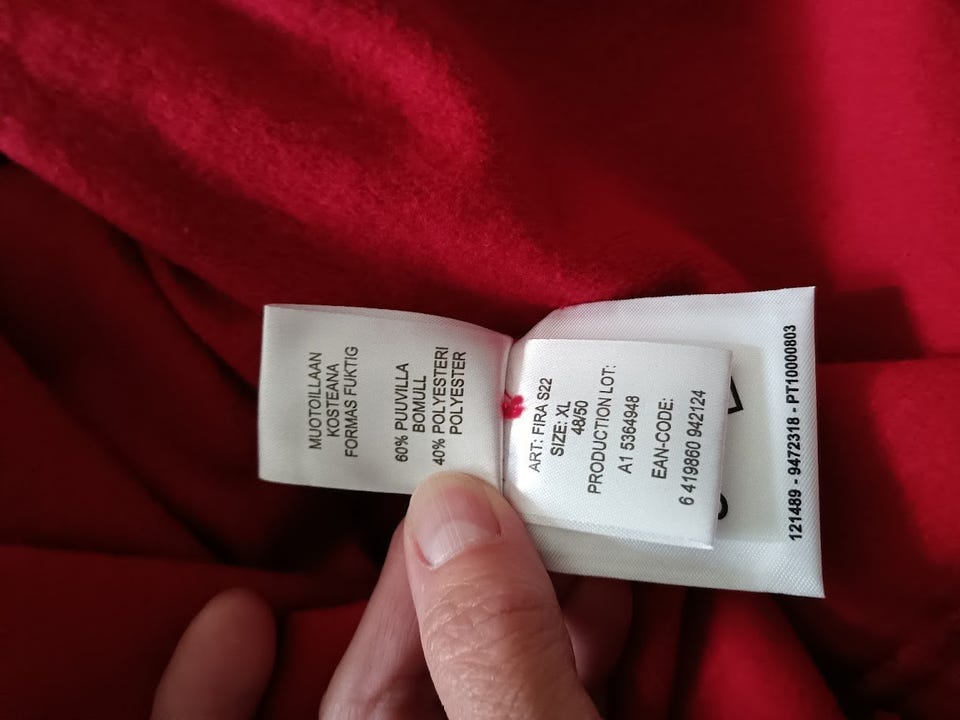 MUOTOILLAAN
KOSTEANA
FORMAS FUKTIG
60% PUUVILLA
BOMULL
40% POLYESTERI
POLYESTER
ART: FIRA S22
SIZE: XL
48/50
PRODUCTION LOT:
A1 5364948
EAN-CODE:
6 419860 942124
121489 - 9472318 - PT10000803